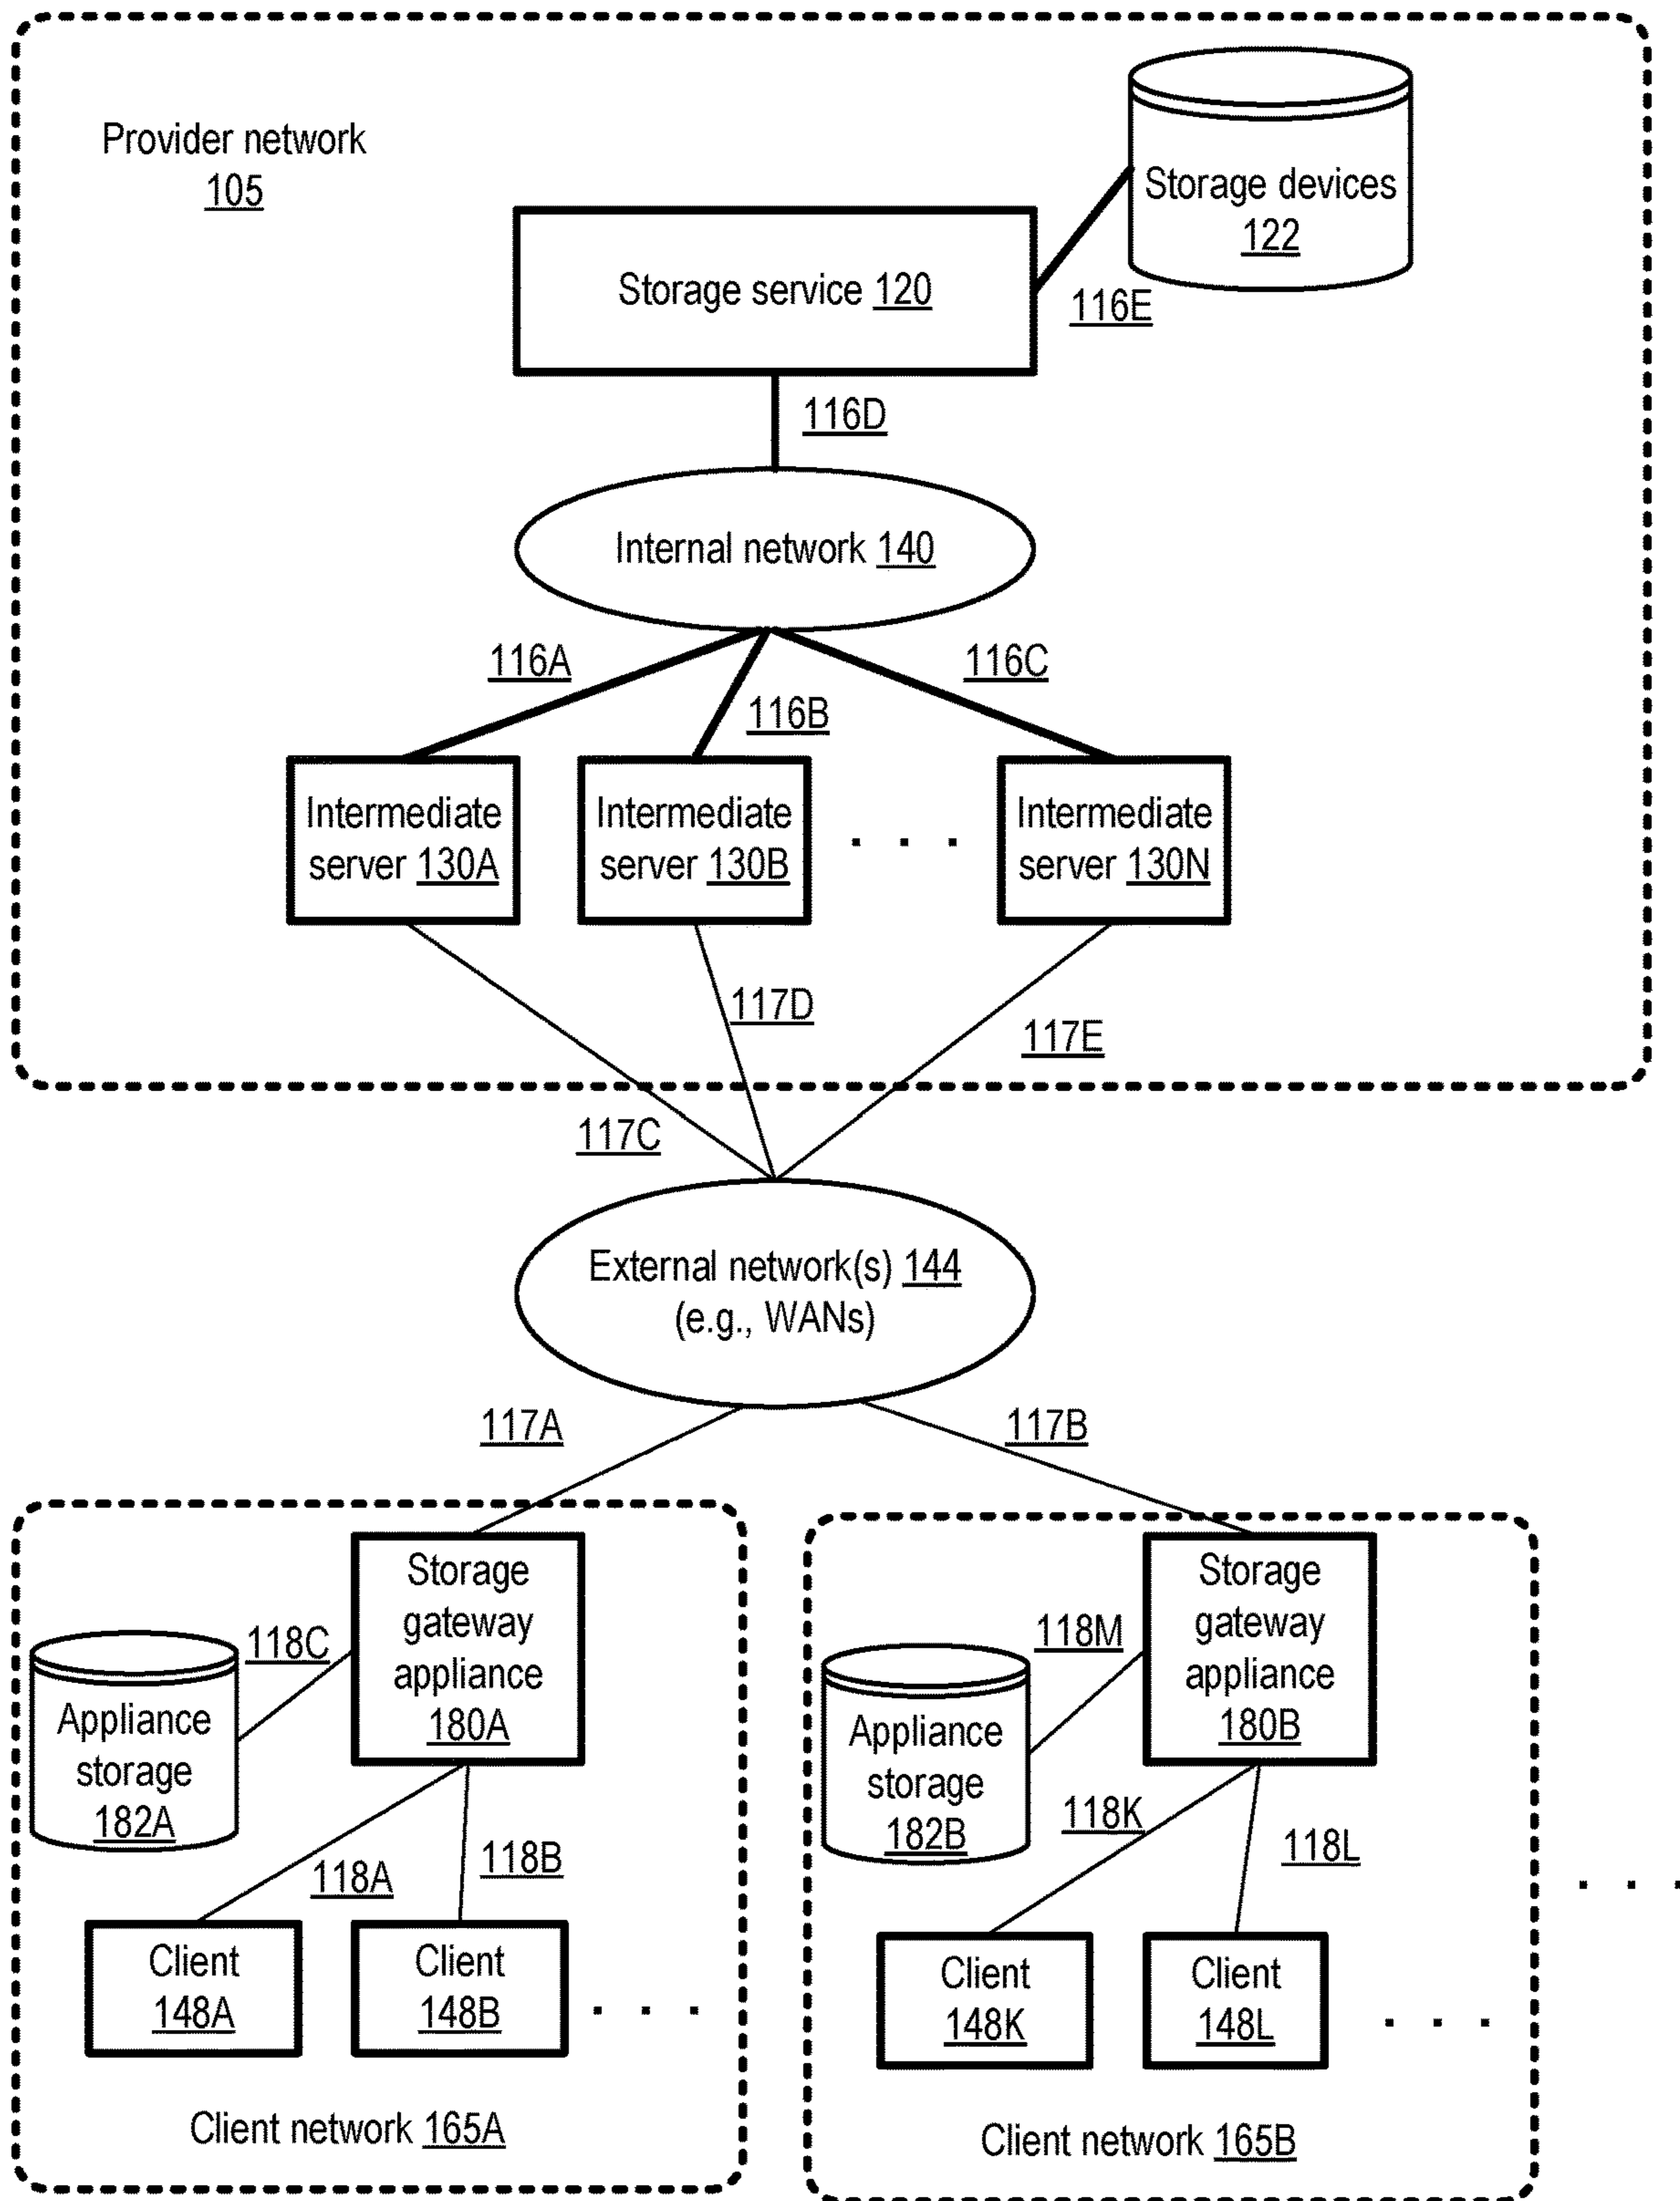 Provider network
105
Storage devices
122
Storage service 120
116E
116D
Internal network 140
116A
116C
116B
Intermediate
server 130A
Intermediate
server 130B
. . .
Intermediate
server 130N
117D
117E
117C
External network(s) 144
(e.g., WANs)
117A
117B
Storage
gateway
appliance
180A
118C
Appliance
storage
182A
118A
118B
Client
148A
Client
148B
. . .
Client network 165A
Storage
gateway
appliance
180B
118M
Appliance
storage
182B
118K
118L
Client
148K
Client
148L
. . .
Client network 165B
. . .